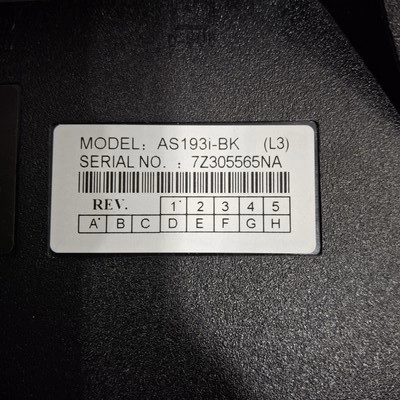 MODEL: AS193i-BK (L3)
SERIAL NO. : 7Z305565NA
REV. 1· 2 3 4 5
A· B C D E F G H